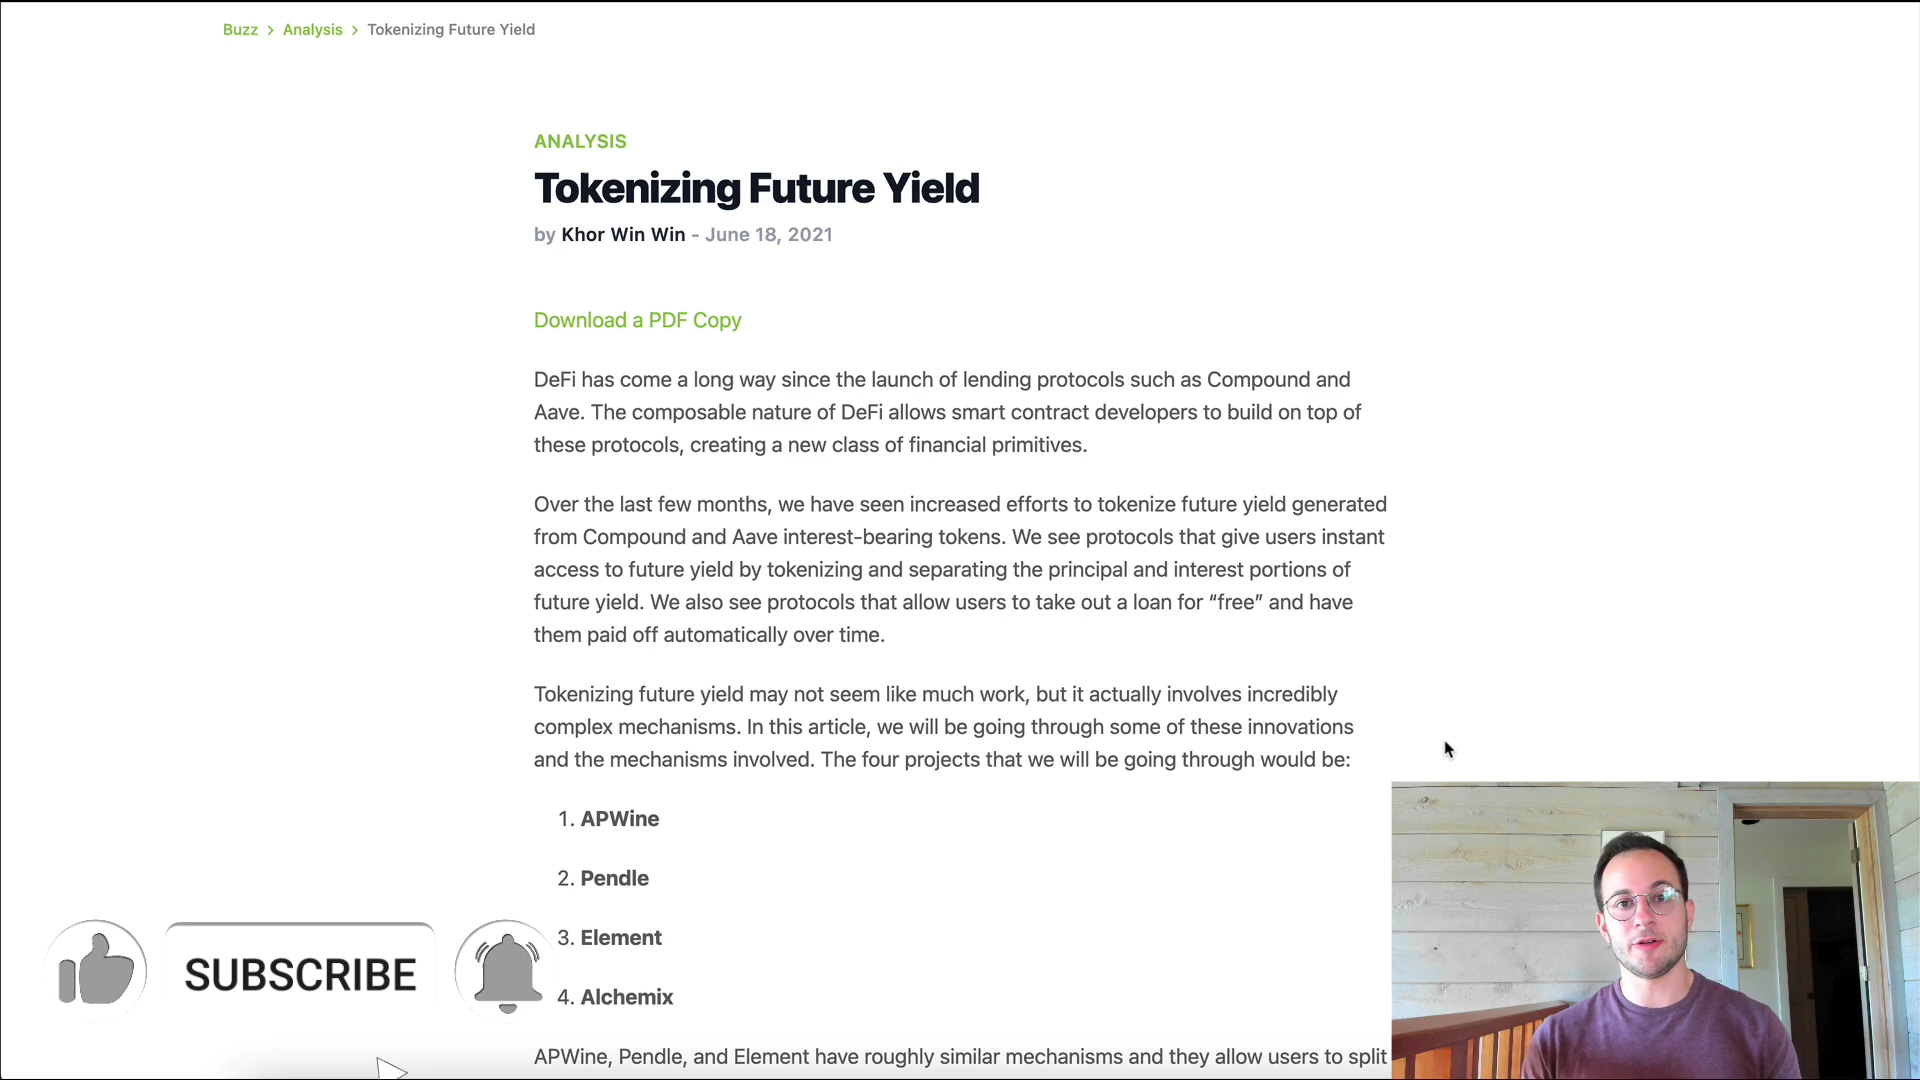 Buzz > Analysis > Tokenizing Future Yield
ANALYSIS
Tokenizing Future Yield
by Khor Win Win - June 18, 2021
Download a PDF Copy
DeFi has come a long way since the launch of lending protocols such as Compound and
Aave. The composable nature of DeFi allows smart contract developers to build on top of
these protocols, creating a new class of financial primitives.
Over the last few months, we have seen increased efforts to tokenize future yield generated
from Compound and Aave interest-bearing tokens. We see protocols that give users instant
access to future yield by tokenizing and separating the principal and interest portions of
future yield. We also see protocols that allow users to take out a loan for “free” and have
them paid off automatically over time.
Tokenizing future yield may not seem like much work, but it actually involves incredibly
complex mechanisms. In this article, we will be going through some of these innovations
and the mechanisms involved. The four projects that we will be going through would be:
1. APWine
2. Pendle
3. Element
4. Alchemix
APWine, Pendle, and Element have roughly similar mechanisms and they allow users to split
SUBSCRIBE